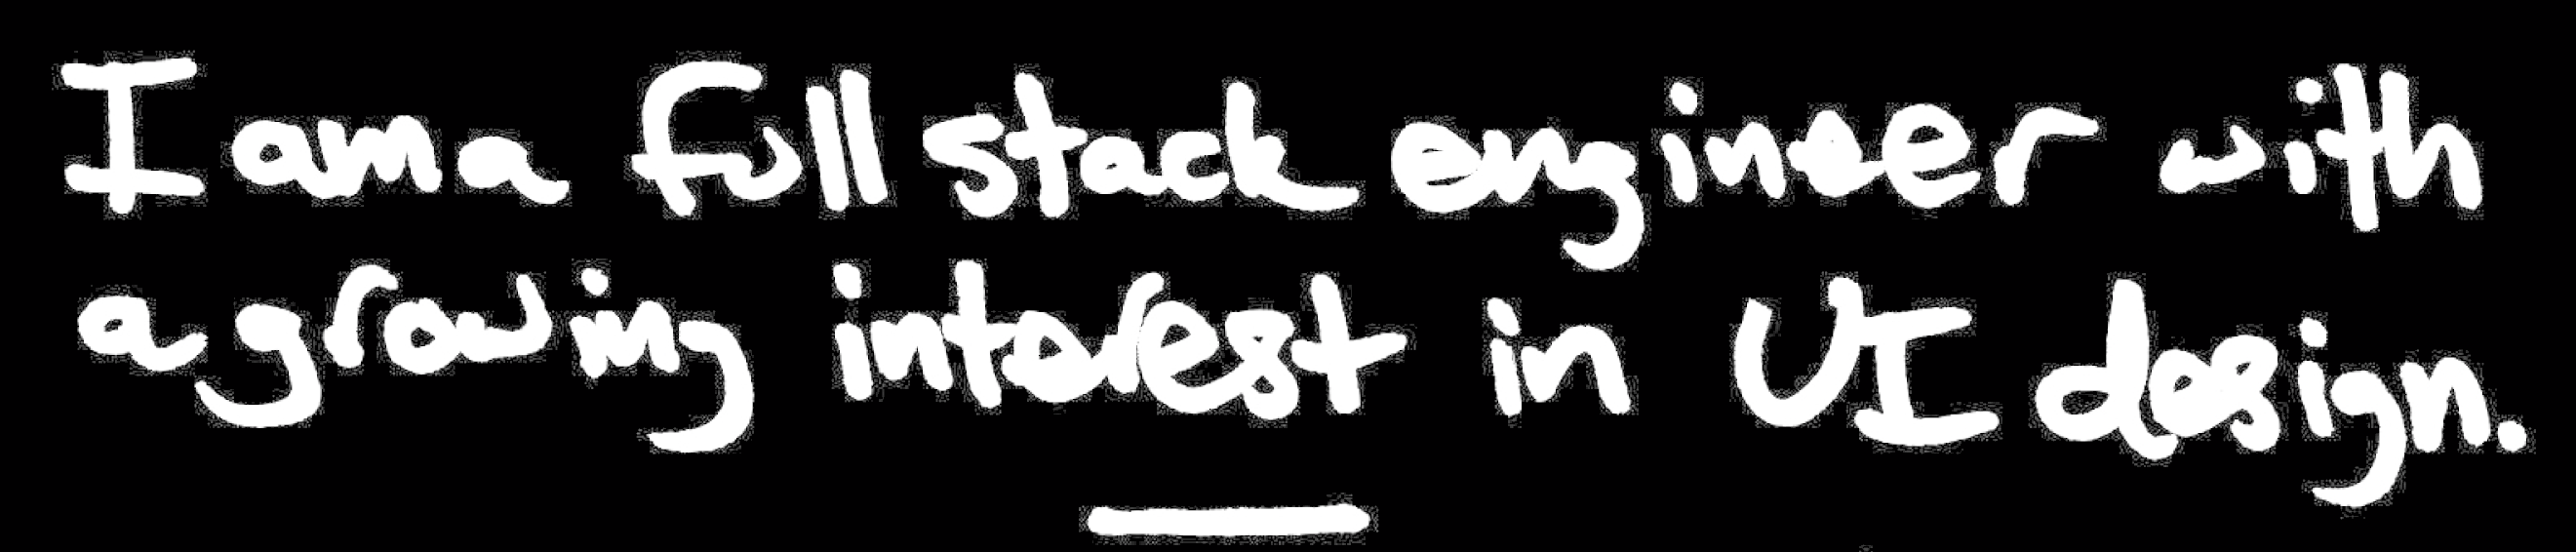 I am a full stack engineer with
a growing interest in UI design.